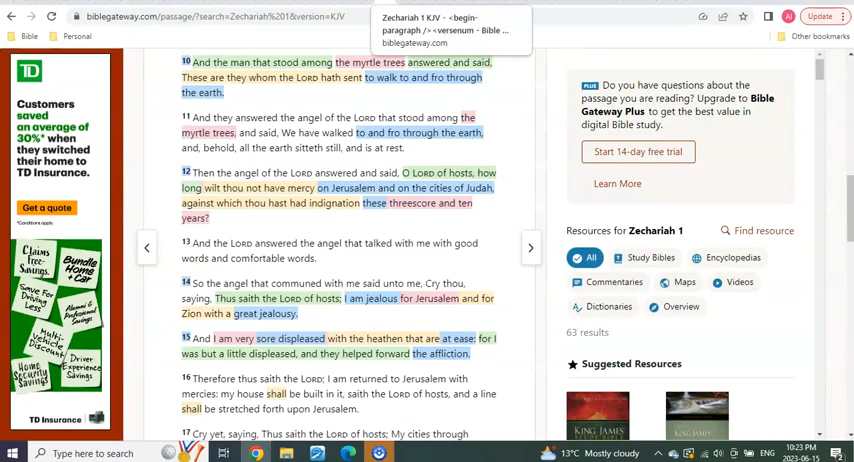 Zechariah 1 KJV - <begin-
paragraph /><versenum - Bible ...
biblegateway.com
biblegateway.com/passage/?search=Zechariah%201&version=KJV
AI
Update
Bible
Personal
Other bookmarks
TD
Customers
saved
an average of
30%* when
they switched
their home to
TD Insurance.
Get a quote
*Conditions apply.
Claims
Free-
Savings.
Bundle
Home
+Car
Save For
Driving
Less
Alumni &
Professional
Savings
Multi-
Vehicle
Discount
Driver
Experience
Savings
Home
Security
Savings
TD Insurance
10 And the man that stood among the myrtle trees answered and said,
These are they whom the LORD hath sent to walk to and fro through
the earth.
11 And they answered the angel of the LORD that stood among the
myrtle trees, and said, We have walked to and fro through the earth,
and, behold, all the earth sitteth still, and is at rest.
12 Then the angel of the LORD answered and said, O LORD of hosts, how
long wilt thou not have mercy on Jerusalem and on the cities of Judah,
against which thou hast had indignation these threescore and ten
years?
13 And the LORD answered the angel that talked with me with good
words and comfortable words.
14 So the angel that communed with me said unto me, Cry thou,
saying, Thus saith the LORD of hosts; I am jealous for Jerusalem and for
Zion with a great jealousy.
15 And I am very sore displeased with the heathen that are at ease: for I
was but a little displeased, and they helped forward the affliction.
16 Therefore thus saith the LORD; I am returned to Jerusalem with
mercies: my house shall be built in it, saith the LORD of hosts, and a line
shall be stretched forth upon Jerusalem.
17 Cry yet, saying, Thus saith the LORD of hosts; My cities through
PLUS Do you have questions about the
passage you are reading? Upgrade to Bible
Gateway Plus to get the best value in
digital Bible study.
Start 14-day free trial
Learn More
Resources for Zechariah 1
Find resource
All
Study Bibles
Encyclopedias
Commentaries
Maps
Videos
Dictionaries
Overview
63 results
Suggested Resources
KING JAMES
KING JAMES
Type here to search
13°C Mostly cloudy
ENG
10:23 PM
2023-06-15
2